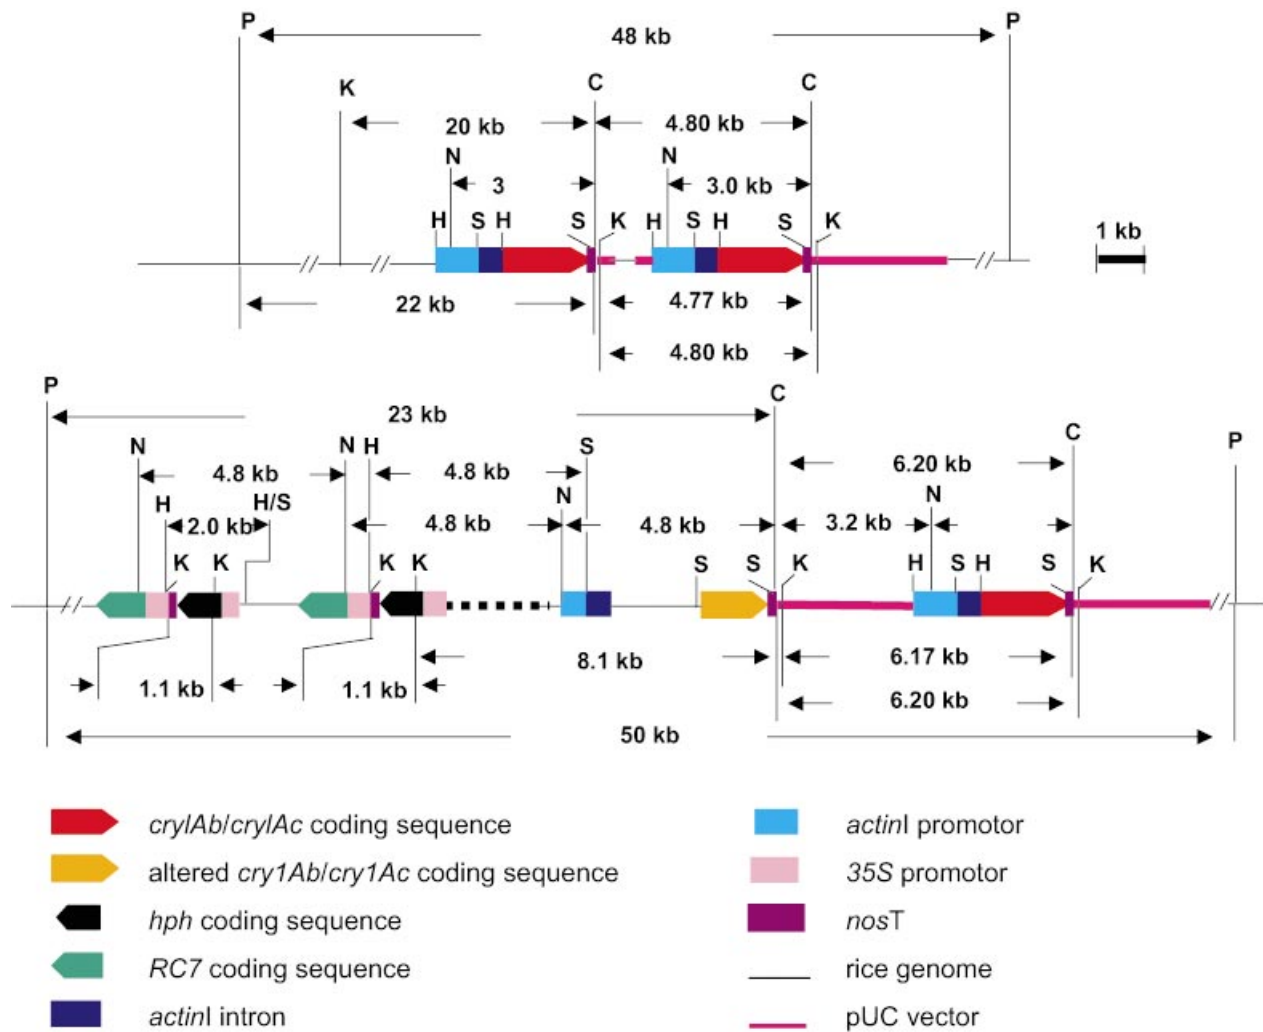 P P
48 kb
K C C
20 kb 4.80 kb
N N
3 3.0 kb
H S H S K H S H S K
1 kb
22 kb 4.77 kb
4.80 kb
P C
23 kb
C P
N N H S
4.8 kb 4.8 kb 6.20 kb
H H/S N N
2.0 kb 4.8 kb 4.8 kb 3.2 kb
K K K K S S K H S H S K
8.1 kb 6.17 kb
1.1 kb 1.1 kb 6.20 kb
50 kb
cryIAb/cryIAc coding sequence
altered cry1Ab/cry1Ac coding sequence
hph coding sequence
RC7 coding sequence
actinI intron
actinI promotor
35S promotor
nosT
rice genome
pUC vector